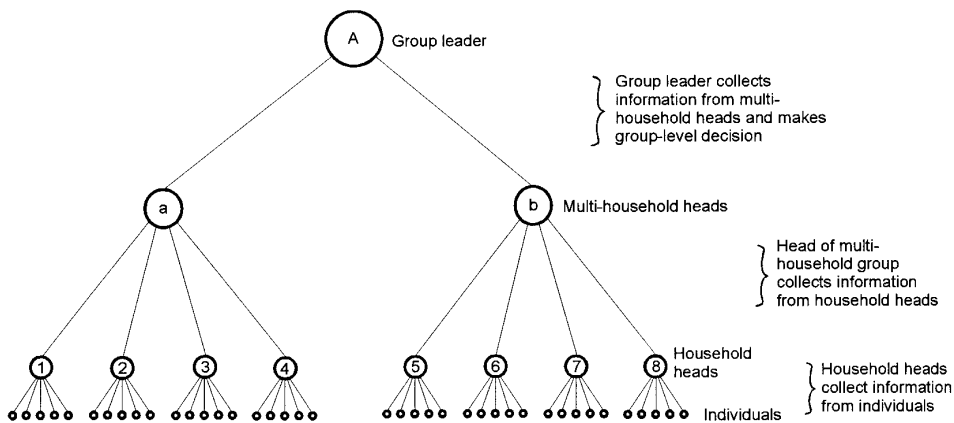 A
Group leader
Group leader collects
information from multi-
household heads and makes
group-level decision
a
b
Multi-household heads
Head of multi-
household group
collects information
from household heads
1
2
3
4
5
6
7
8
Household
heads
Household heads
collect information
from individuals
Individuals